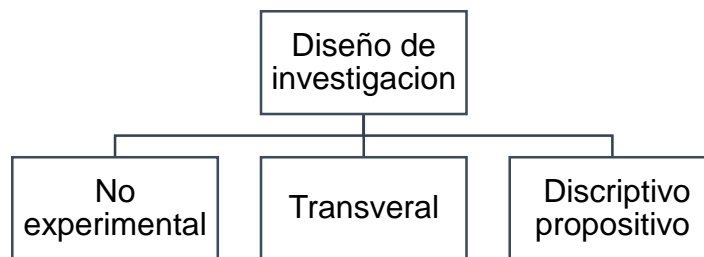 Diseño de
investigacion
No
experimental
Transveral
Discriptivo
propositivo